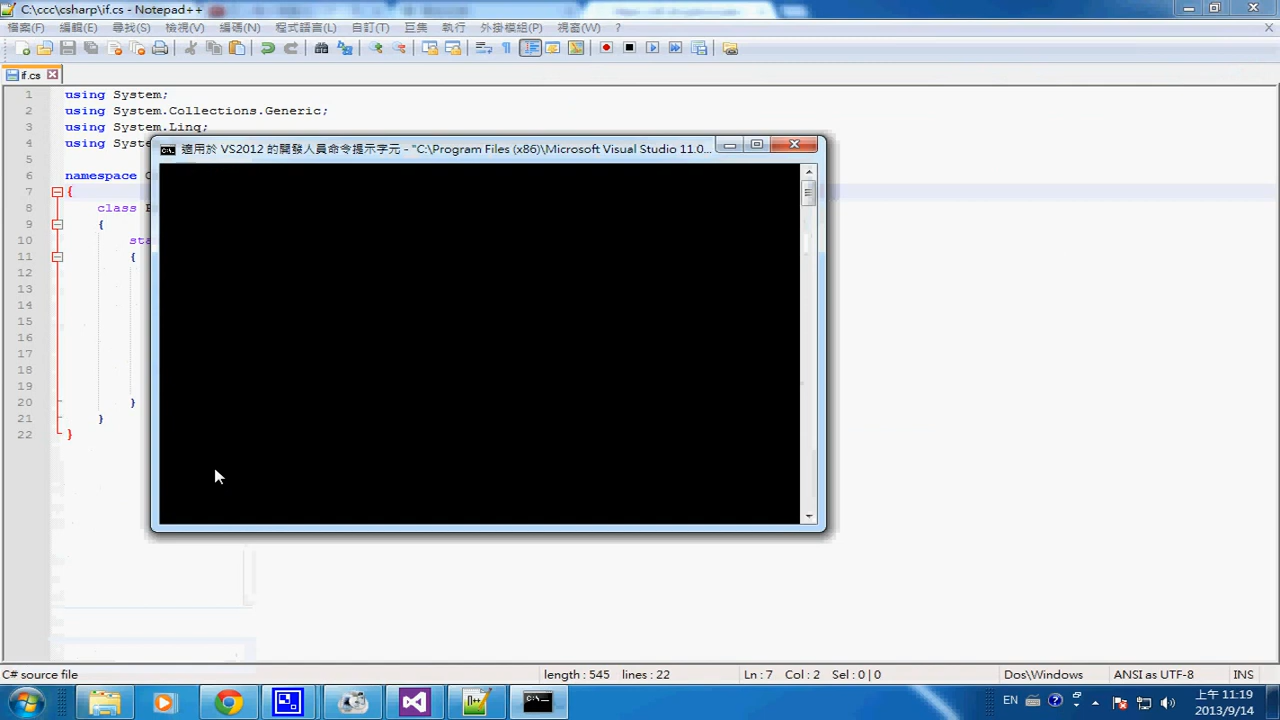 C:\ccc\csharp\if.cs - Notepad++
檔案(F) 編輯(E) 尋找(S) 檢視(V) 編碼(N) 程式語言(L) 自訂(T) 巨集 執行 外掛模組(P) 視窗(W) ?
if.cs
1 using System;
2 using System.Collections.Generic;
3 using System.Linq;
4 using Syst
5
6 namespace C
7 {
8 class P
9 {
10 sta
11 {
12
13
14
15
16
17
18
19
20 }
21 }
22 }
適用於 VS2012 的開發人員命令提示字元 - "C:\Program Files (x86)\Microsoft Visual Studio 11.0...
C# source file length : 545 lines : 22 Ln : 7 Col : 2 Sel : 0 | 0 Dos\Windows ANSI as UTF-8 INS
EN
上午 11:19
2013/9/14